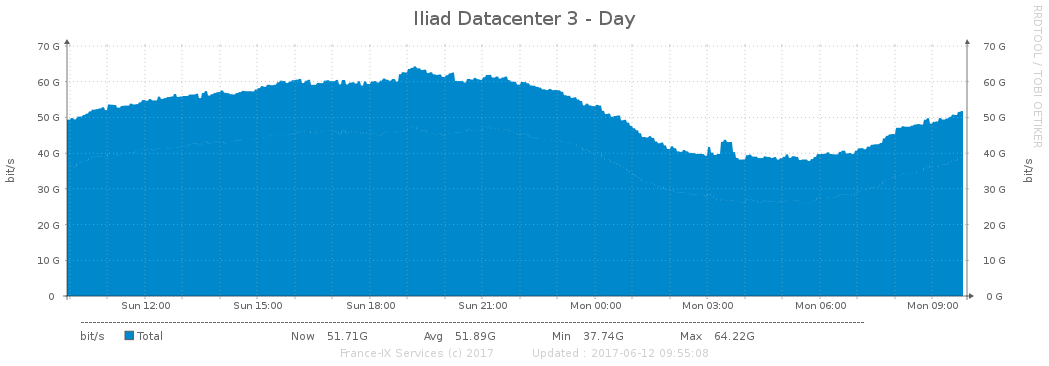 Iliad Datacenter 3 - Day
RRDTOOL / TOBI OETIKER
70 G 70 G
60 G 60 G
50 G 50 G
40 G 40 G
30 G 30 G
20 G 20 G
10 G 10 G
0 0 G
bit/s bit/s
Sun 12:00 Sun 15:00 Sun 18:00 Sun 21:00 Mon 00:00 Mon 03:00 Mon 06:00 Mon 09:00
bit/s Total Now 51.71G Avg 51.89G Min 37.74G Max 64.22G
France-IX Services (c) 2017 Updated : 2017-06-12 09:55:08